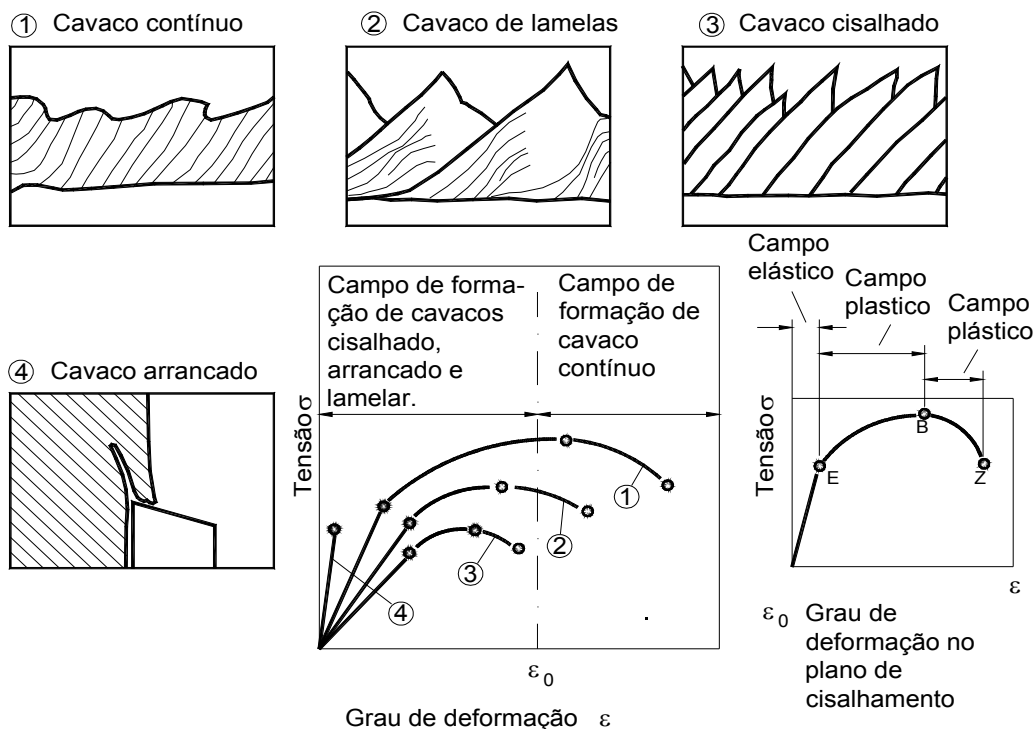 ① Cavaco contínuo
② Cavaco de lamelas
③ Cavaco cisalhado
④ Cavaco arrancado
Campo de forma-
ção de cavacos
cisalhado,
arrancado e
lamelar.
Campo de
formação de
cavaco
contínuo
Tensão σ
①
②
③
④
ε₀
Grau de deformação ε
Campo
elástico
Campo
plastico
Campo
plástico
Tensão σ
E
B
Z
ε
ε₀ Grau de
deformação no
plano de
cisalhamento